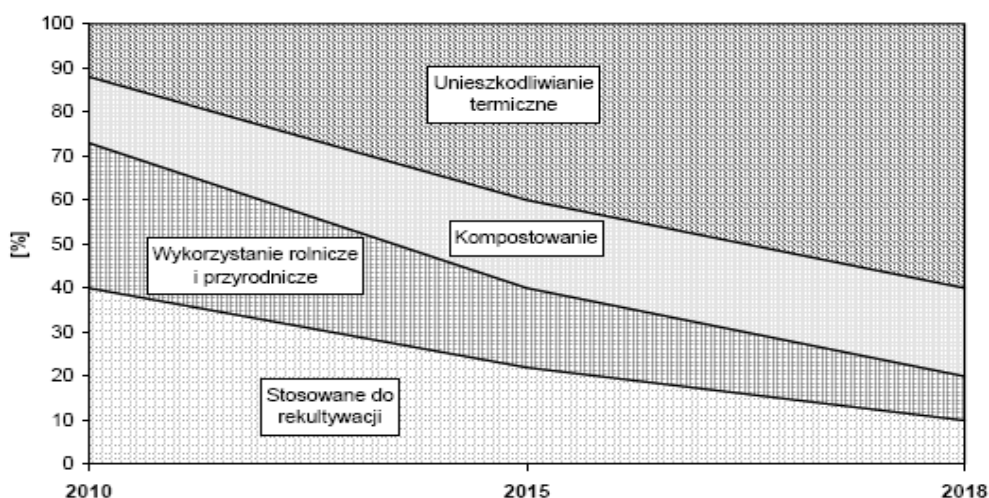 100
90
80
70
60
50
40
30
20
10
0
[%]
Unieszkodliwianie
termiczne
Kompostowanie
Wykorzystanie rolnicze
i przyrodnicze
Stosowane do
rekultywacji
2010 2015 2018